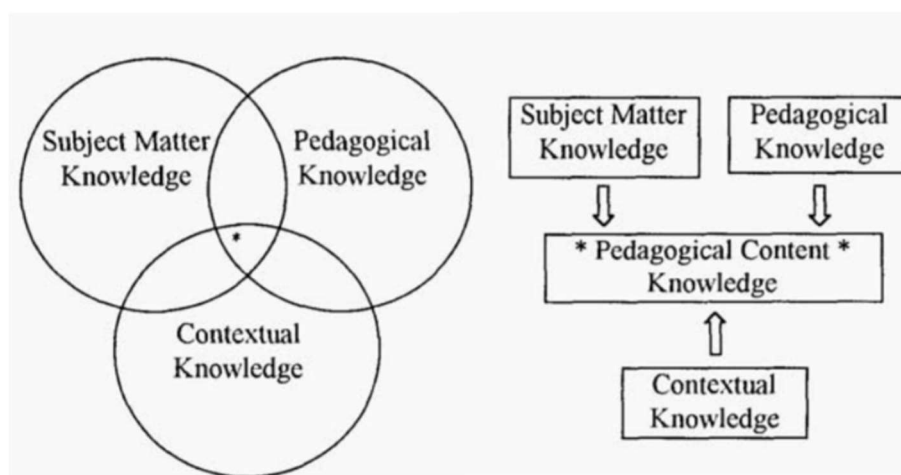 Subject Matter
Knowledge
Pedagogical
Knowledge
*
Contextual
Knowledge
Subject Matter
Knowledge
Pedagogical
Knowledge
* Pedagogical Content *
Knowledge
Contextual
Knowledge